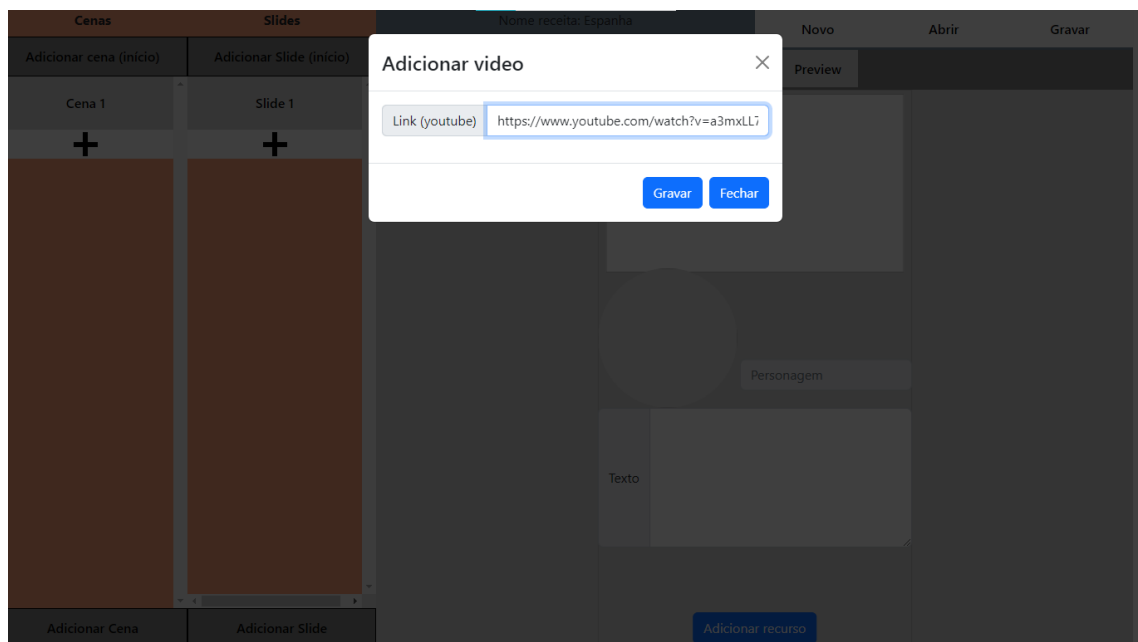 Cenas
Slides
Nome receita: Espanha
Novo
Abrir
Gravar
Adicionar cena (início)
Adicionar Slide (início)
Preview
Cena 1
Slide 1
Adicionar video
Link (youtube)
https://www.youtube.com/watch?v=a3mxLL7
Gravar
Fechar
Personagem
Texto
Adicionar recurso
Adicionar Cena
Adicionar Slide